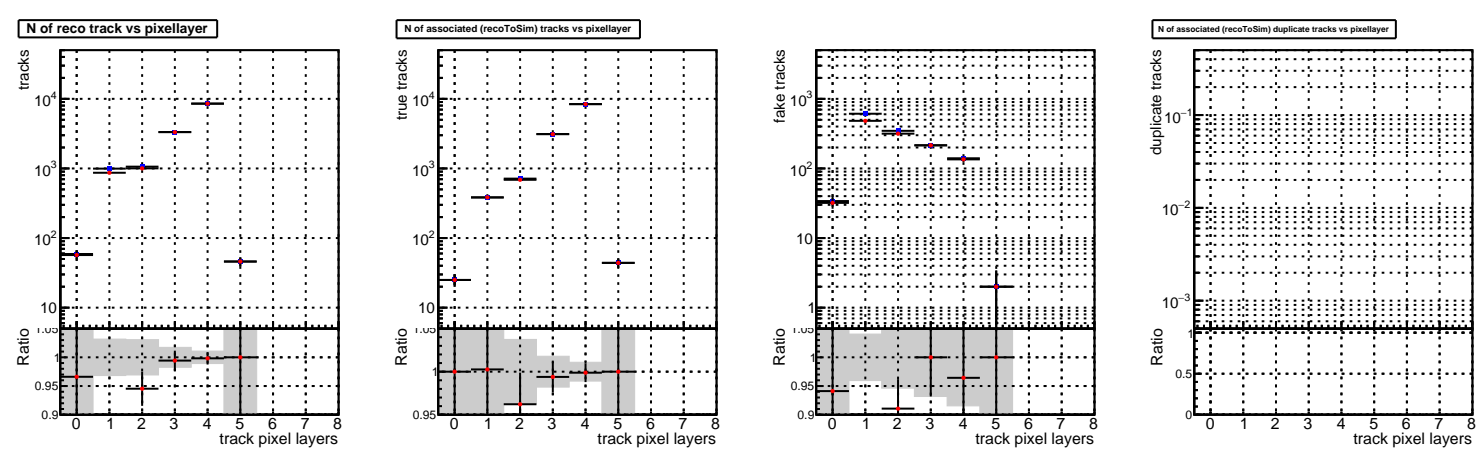 N of reco track vs pixellayer
tracks
10^4
10^3
10^2
10
Ratio
1.05
1
0.95
0.9
0 1 2 3 4 5 6 7 8
track pixel layers
N of associated (recoToSim) tracks vs pixellayer
true tracks
10^4
10^3
10^2
10
Ratio
1
0.95
0 1 2 3 4 5 6 7 8
track pixel layers
fake tracks
10^3
10^2
10
1
Ratio
1.05
1
0.95
0.9
0 1 2 3 4 5 6 7 8
track pixel layers
N of associated (recoToSim) duplicate tracks vs pixellayer
duplicate tracks
10^−1
10^−2
10^−3
Ratio
1
0.5
0
0 1 2 3 4 5 6 7 8
track pixel layers